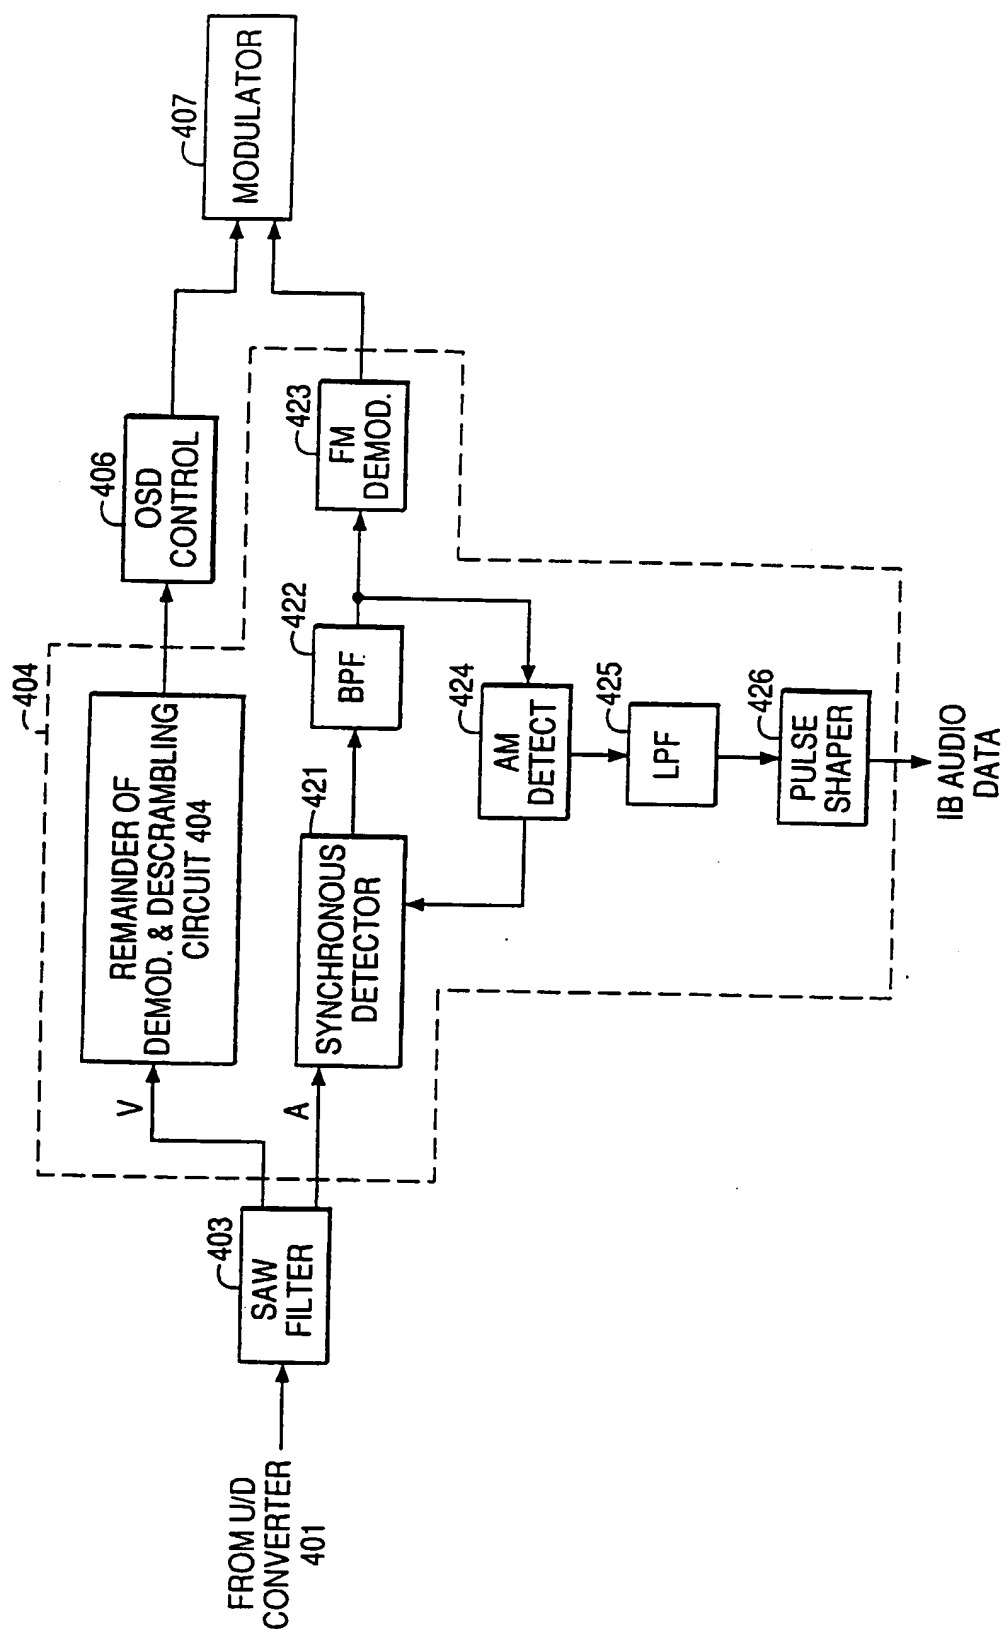 FROM U/D
CONVERTER
401
403
SAW
FILTER
V
A
404
REMAINDER OF
DEMOD. & DESCRAMBLING
CIRCUIT 404
421
SYNCHRONOUS
DETECTOR
422
BPF
423
FM
DEMOD.
424
AM
DETECT
425
LPF
426
PULSE
SHAPER
IB AUDIO
DATA
406
OSD
CONTROL
407
MODULATOR